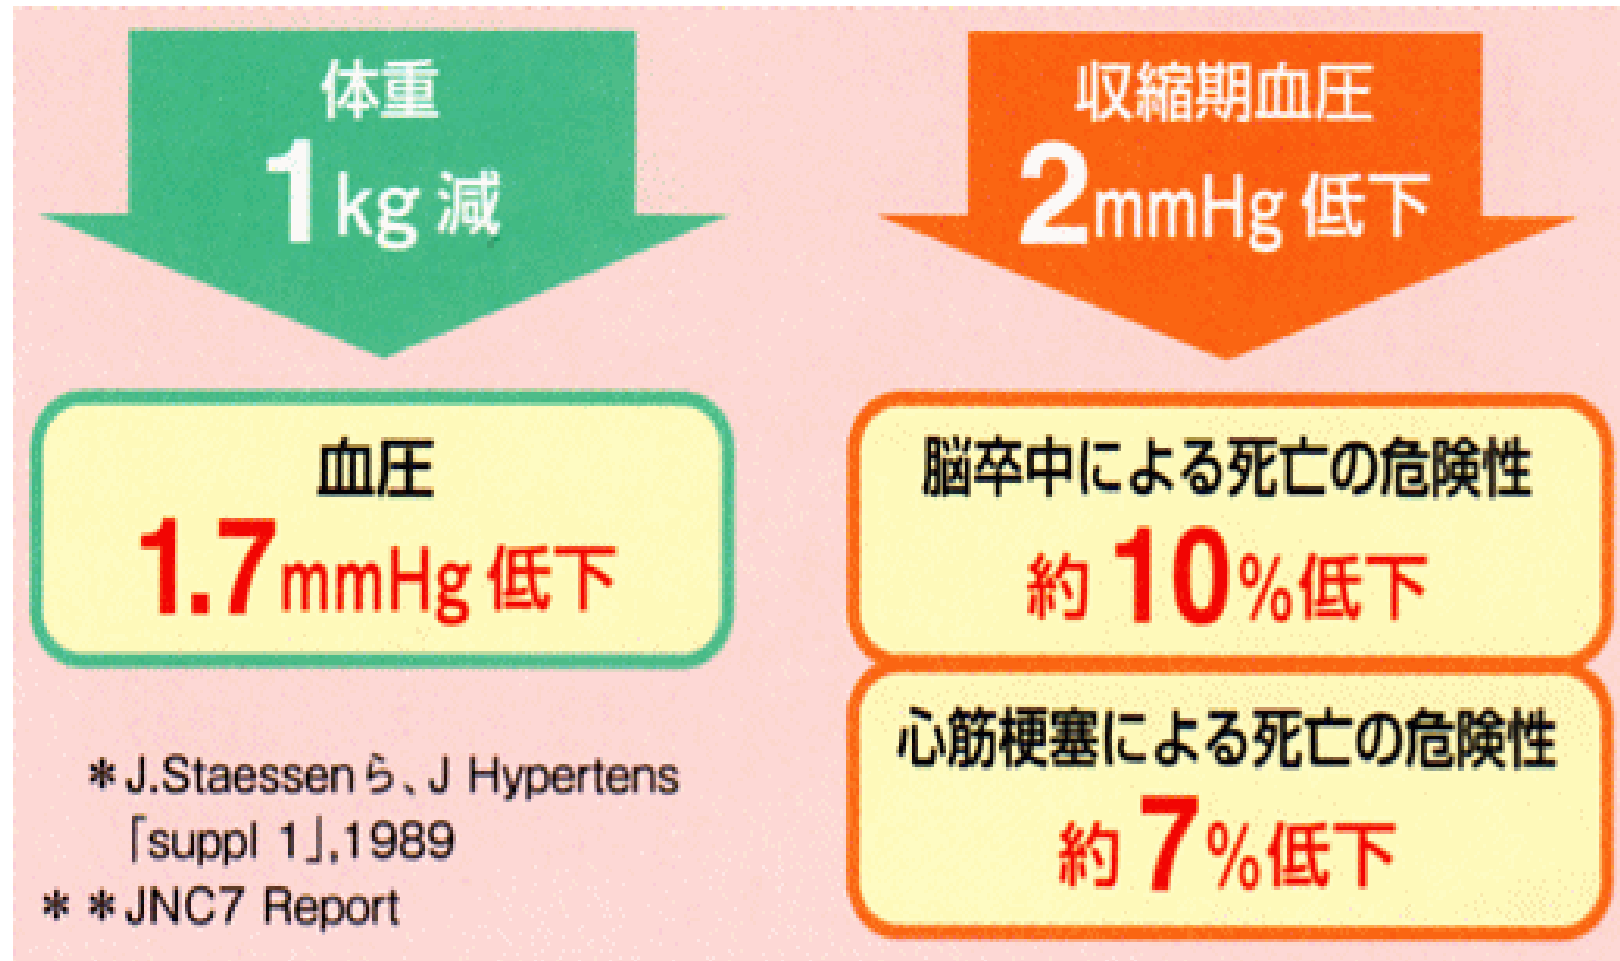 体重
1kg減
血圧
1.7mmHg低下
＊J.Staessenら、J Hypertens
「suppl 1」,1989
＊＊JNC7 Report
収縮期血圧
2mmHg低下
脳卒中による死亡の危険性
約10%低下
心筋梗塞による死亡の危険性
約7%低下